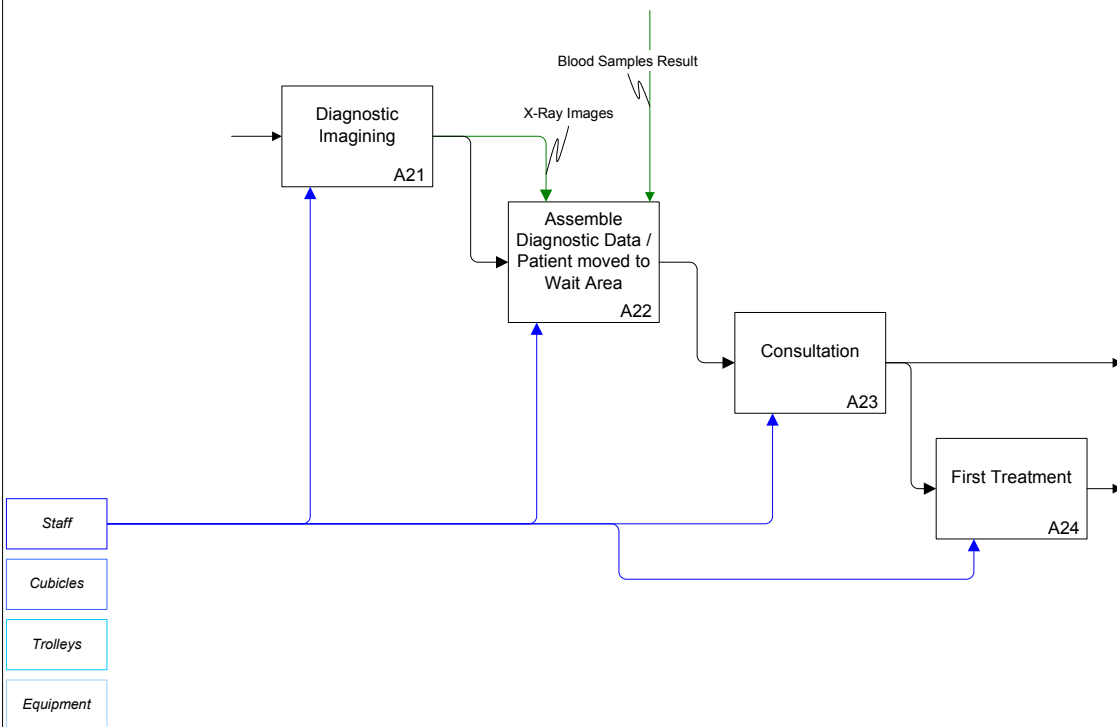 Blood Samples Result
X-Ray Images
Diagnostic
Imagining
A21
Assemble
Diagnostic Data /
Patient moved to
Wait Area
A22
Consultation
A23
First Treatment
A24
Staff
Cubicles
Trolleys
Equipment